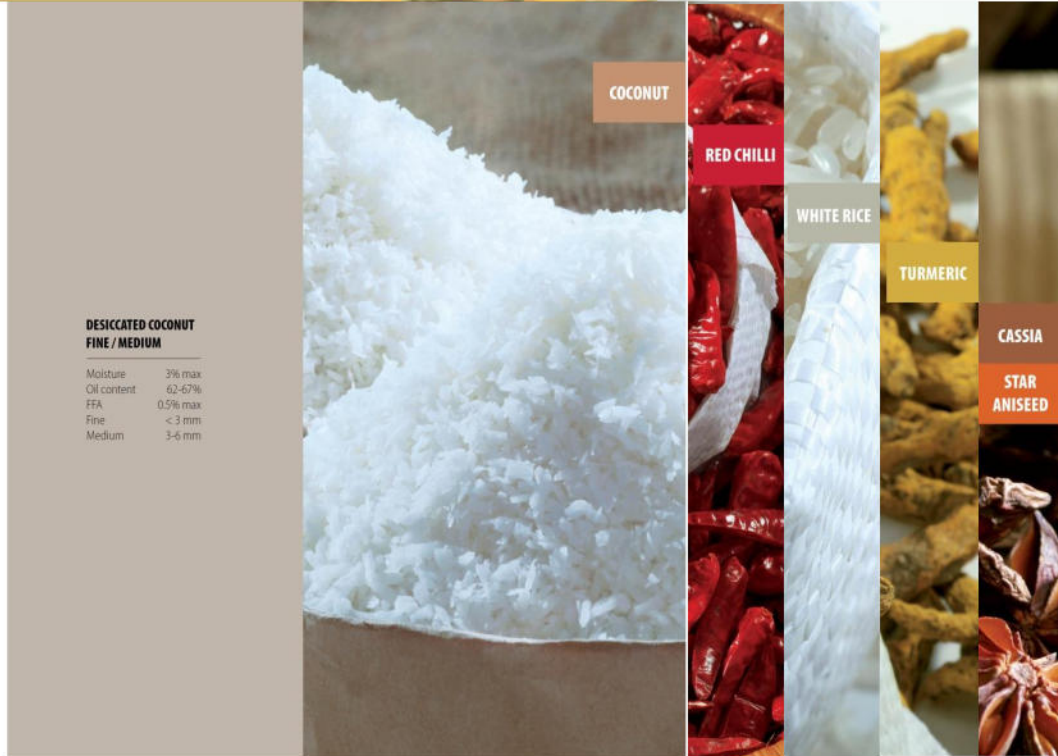 COCONUT
RED CHILLI
WHITE RICE
TURMERIC
CASSIA
STAR
ANISEED
DESICCATED COCONUT
FINE / MEDIUM
Moisture 3% max
Oil content 62-67%
FFA 0.5% max
Fine < 3 mm
Medium 3-6 mm